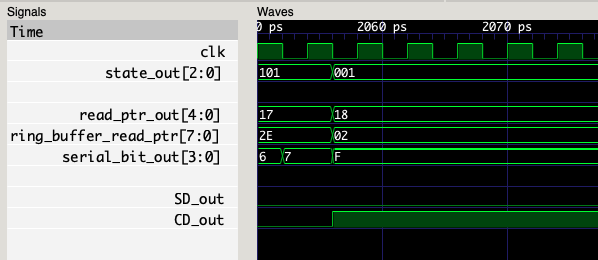 Signals
Waves
Time
0 ps 2060 ps 2070 ps
clk
state_out[2:0] 101 001
read_ptr_out[4:0] 17 18
ring_buffer_read_ptr[7:0] 2E 02
serial_bit_out[3:0] 6 7 F
SD_out
CD_out